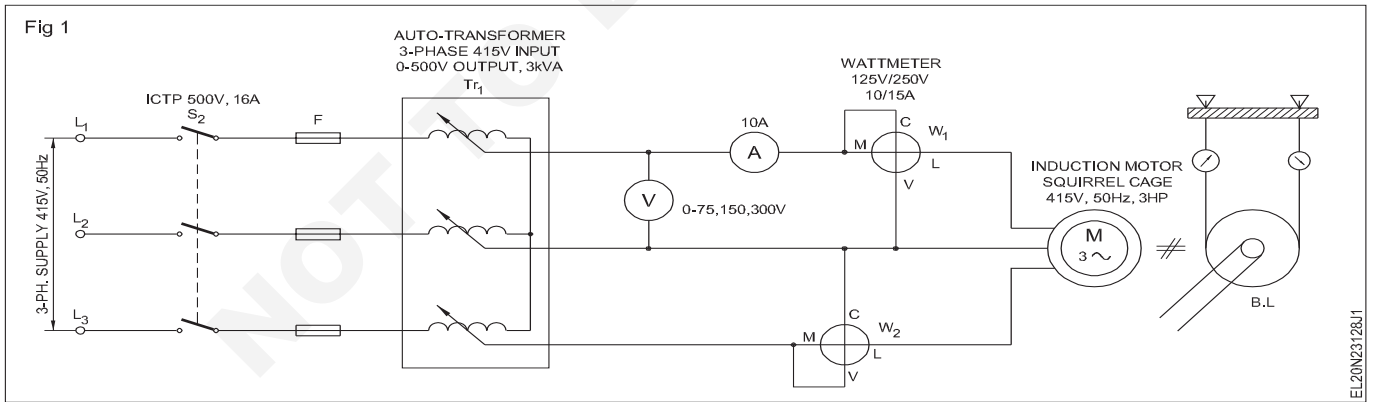 Fig 1
AUTO-TRANSFORMER
3-PHASE 415V INPUT
0-500V OUTPUT, 3kVA
Tr1
WATTMETER
125V/250V
10/15A
ICTP 500V, 16A
S2
L1
F
10A
A
C
W1
M
L
V
INDUCTION MOTOR
SQUIRREL CAGE
415V, 50Hz, 3HP
3-PH. SUPPLY 415V, 50Hz
V
0-75,150,300V
L2
M
3 ~
B.L
C
W2
M
L
V
L3
EL20N23128J1
NOT TO